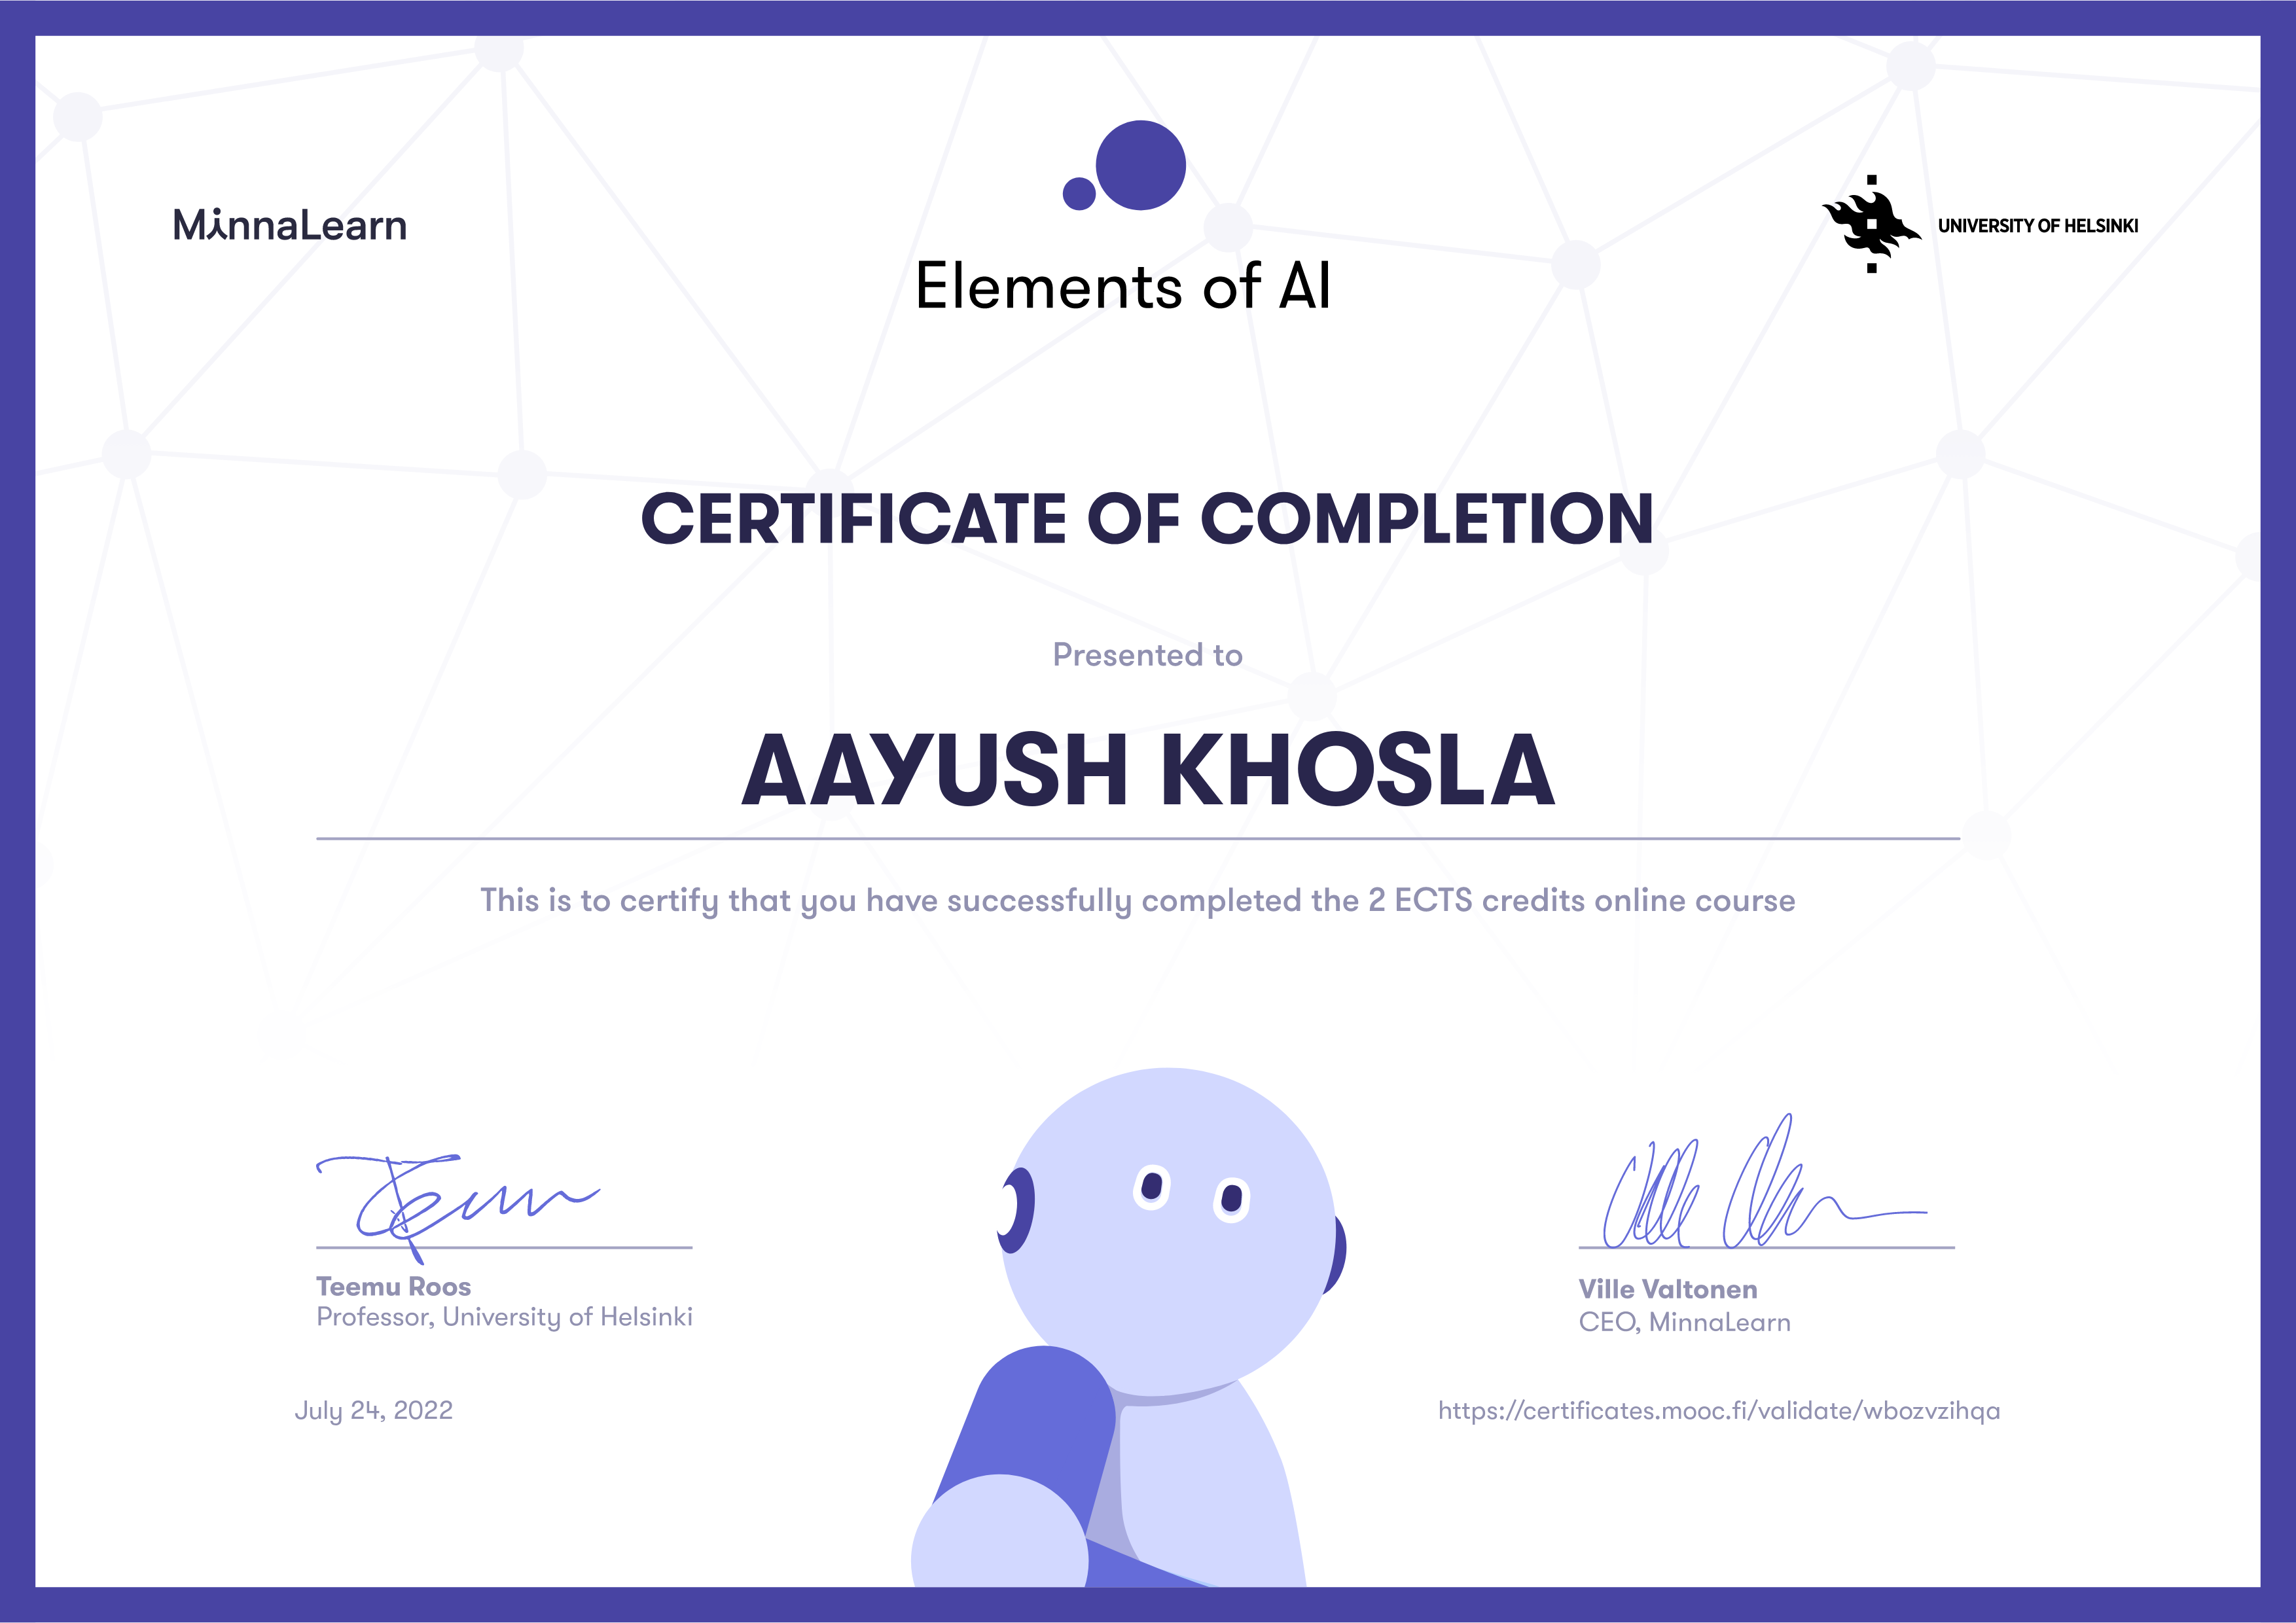 MinnaLearn
Elements of AI
UNIVERSITY OF HELSINKI
CERTIFICATE OF COMPLETION
Presented to
AAYUSH KHOSLA
This is to certify that you have successfully completed the 2 ECTS credits online course
Teemu Roos
Professor, University of Helsinki
July 24, 2022
Ville Valtonen
CEO, MinnaLearn
https://certificates.mooc.fi/validate/wbozvzihqa